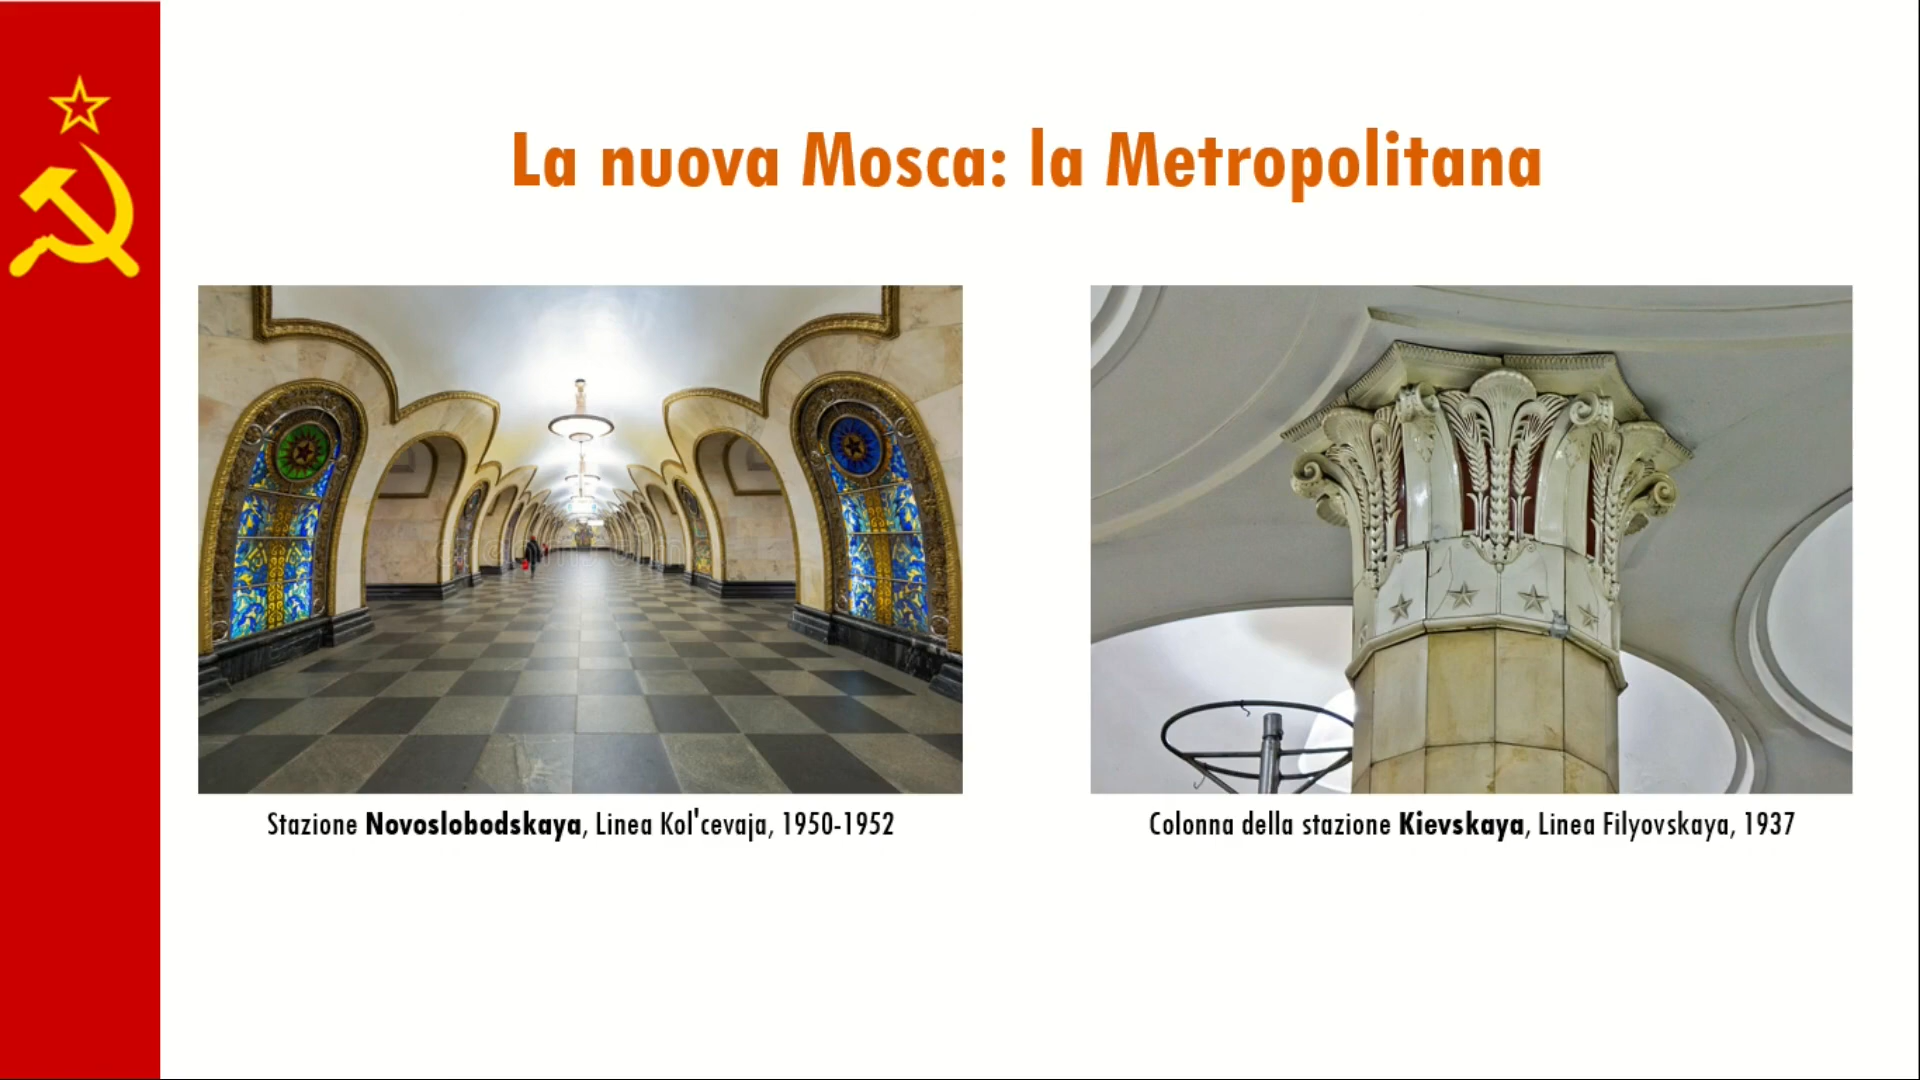 La nuova Mosca: la Metropolitana
Stazione Novoslobodskaya, Linea Kol'cevaja, 1950-1952
Colonna della stazione Kievskaya, Linea Filyovskaya, 1937